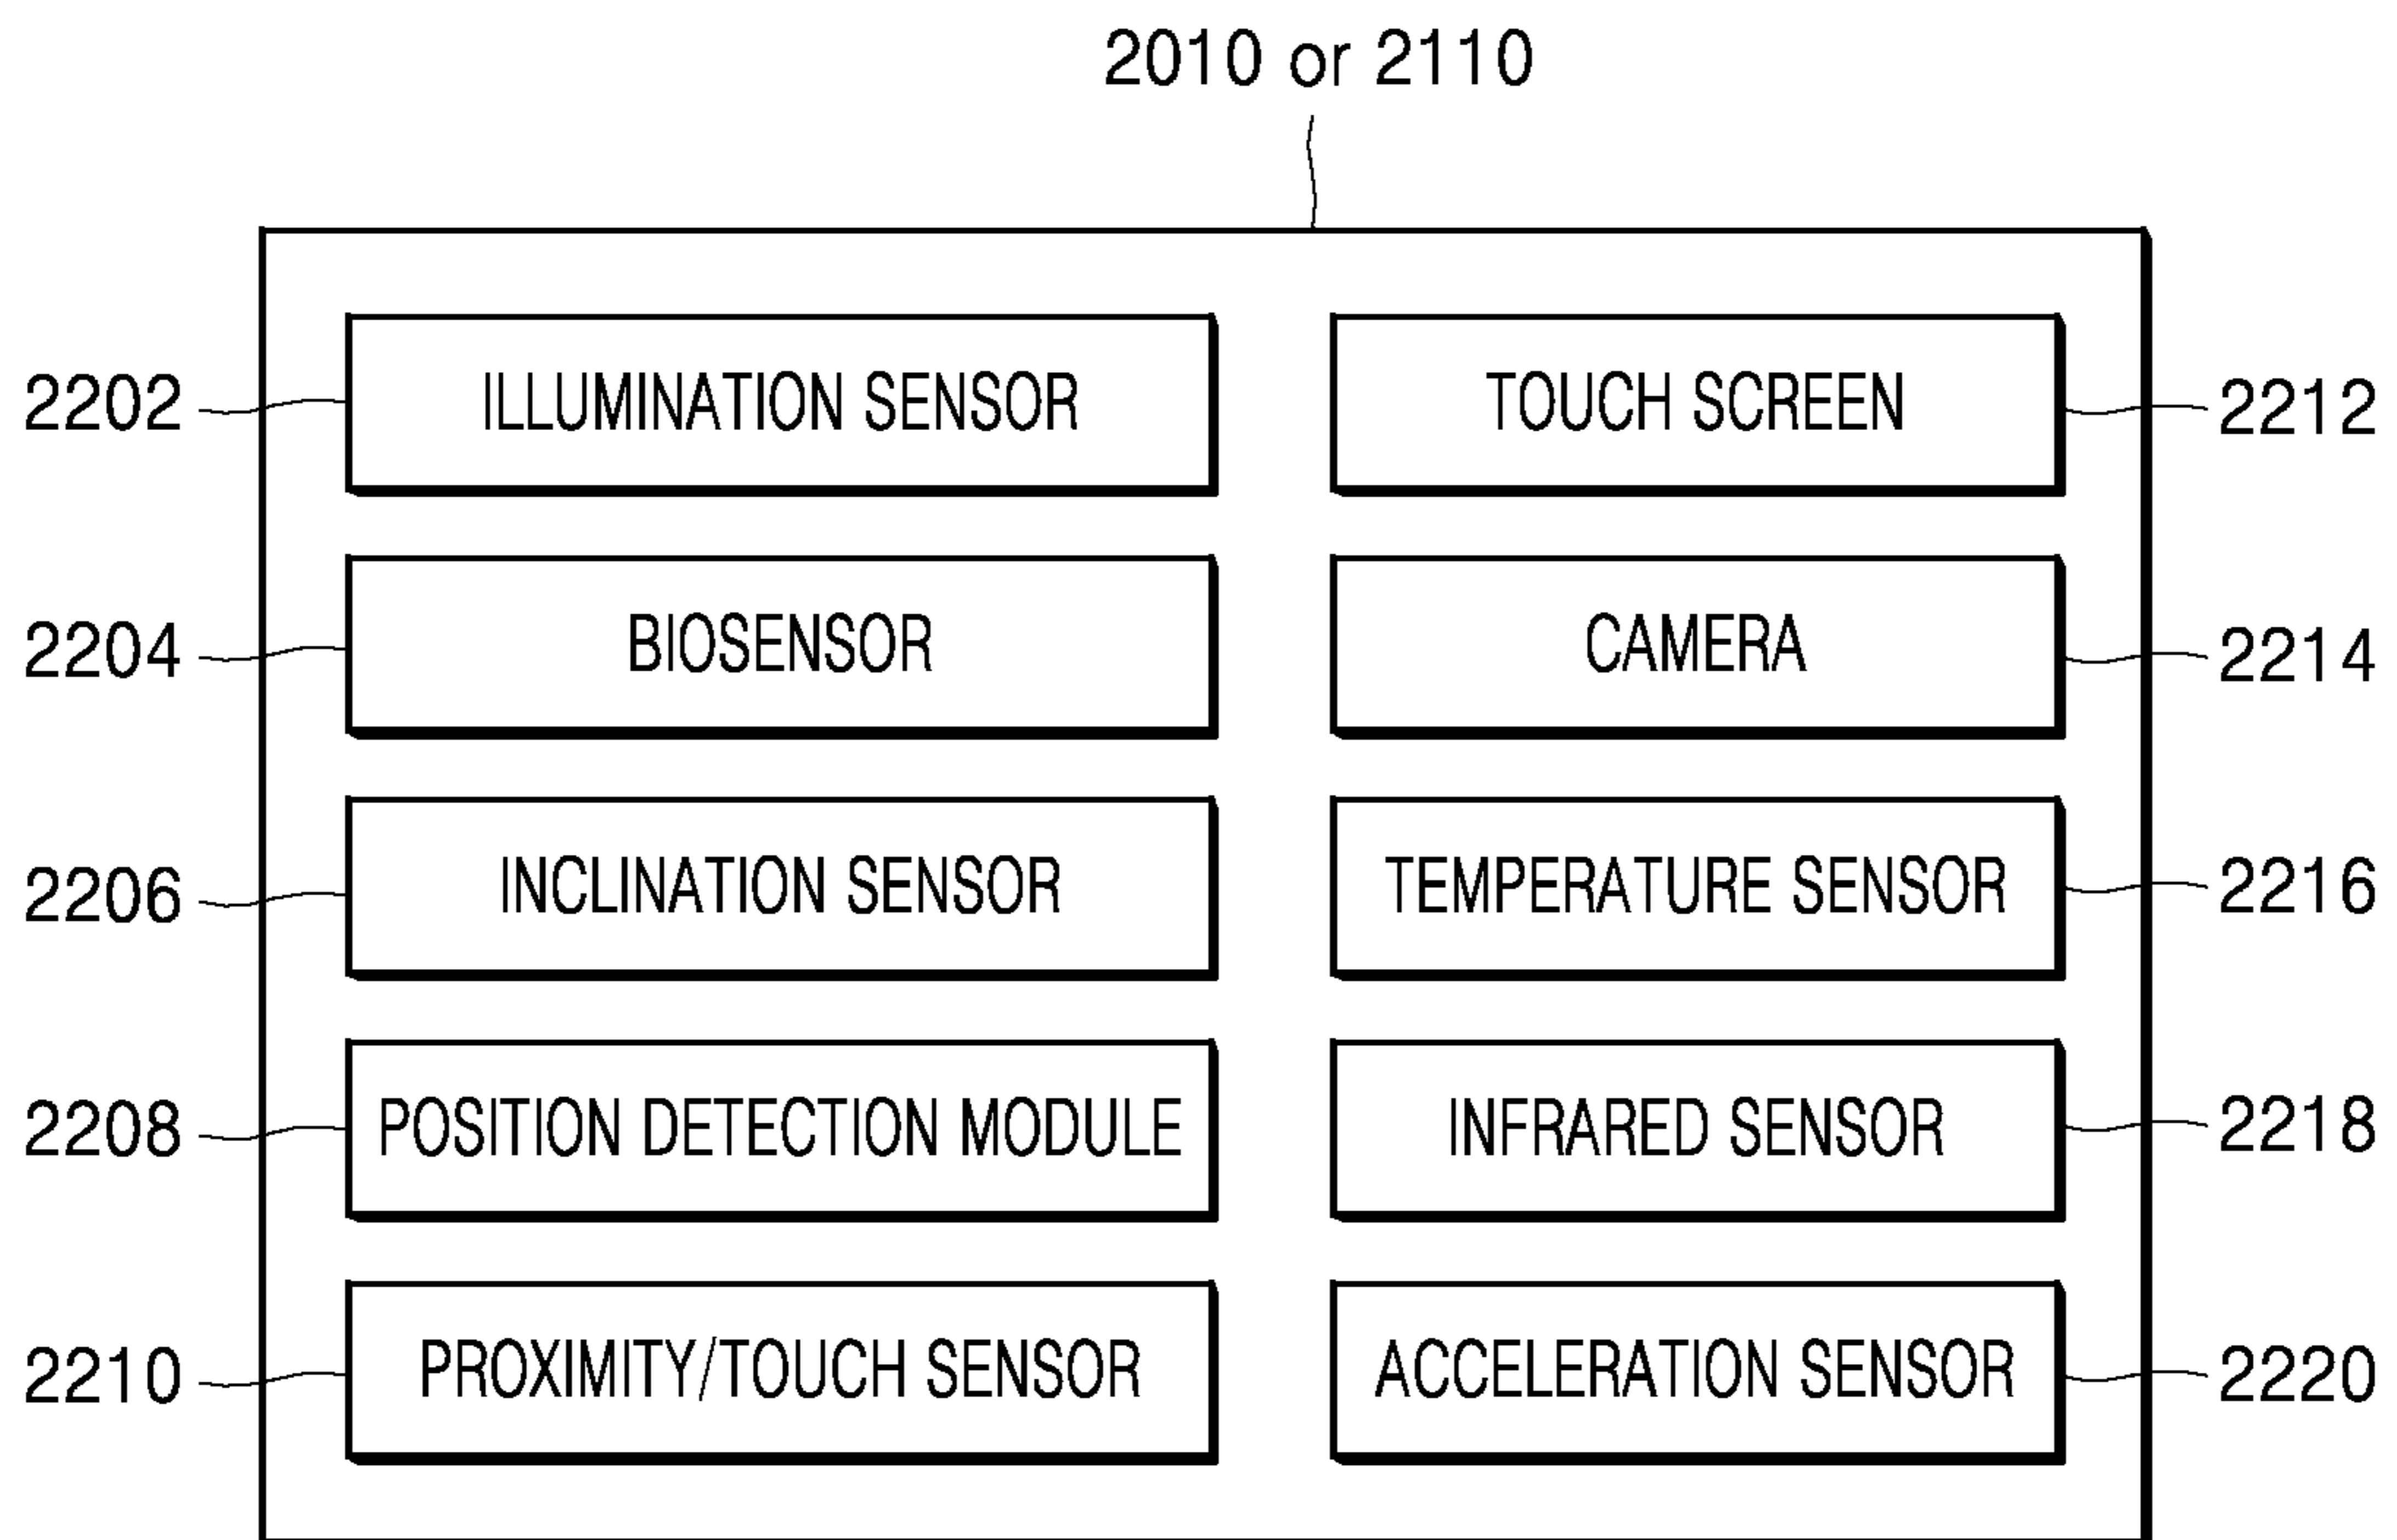 2010 or 2110
2202 ILLUMINATION SENSOR TOUCH SCREEN 2212
2204 BIOSENSOR CAMERA 2214
2206 INCLINATION SENSOR TEMPERATURE SENSOR 2216
2208 POSITION DETECTION MODULE INFRARED SENSOR 2218
2210 PROXIMITY/TOUCH SENSOR ACCELERATION SENSOR 2220